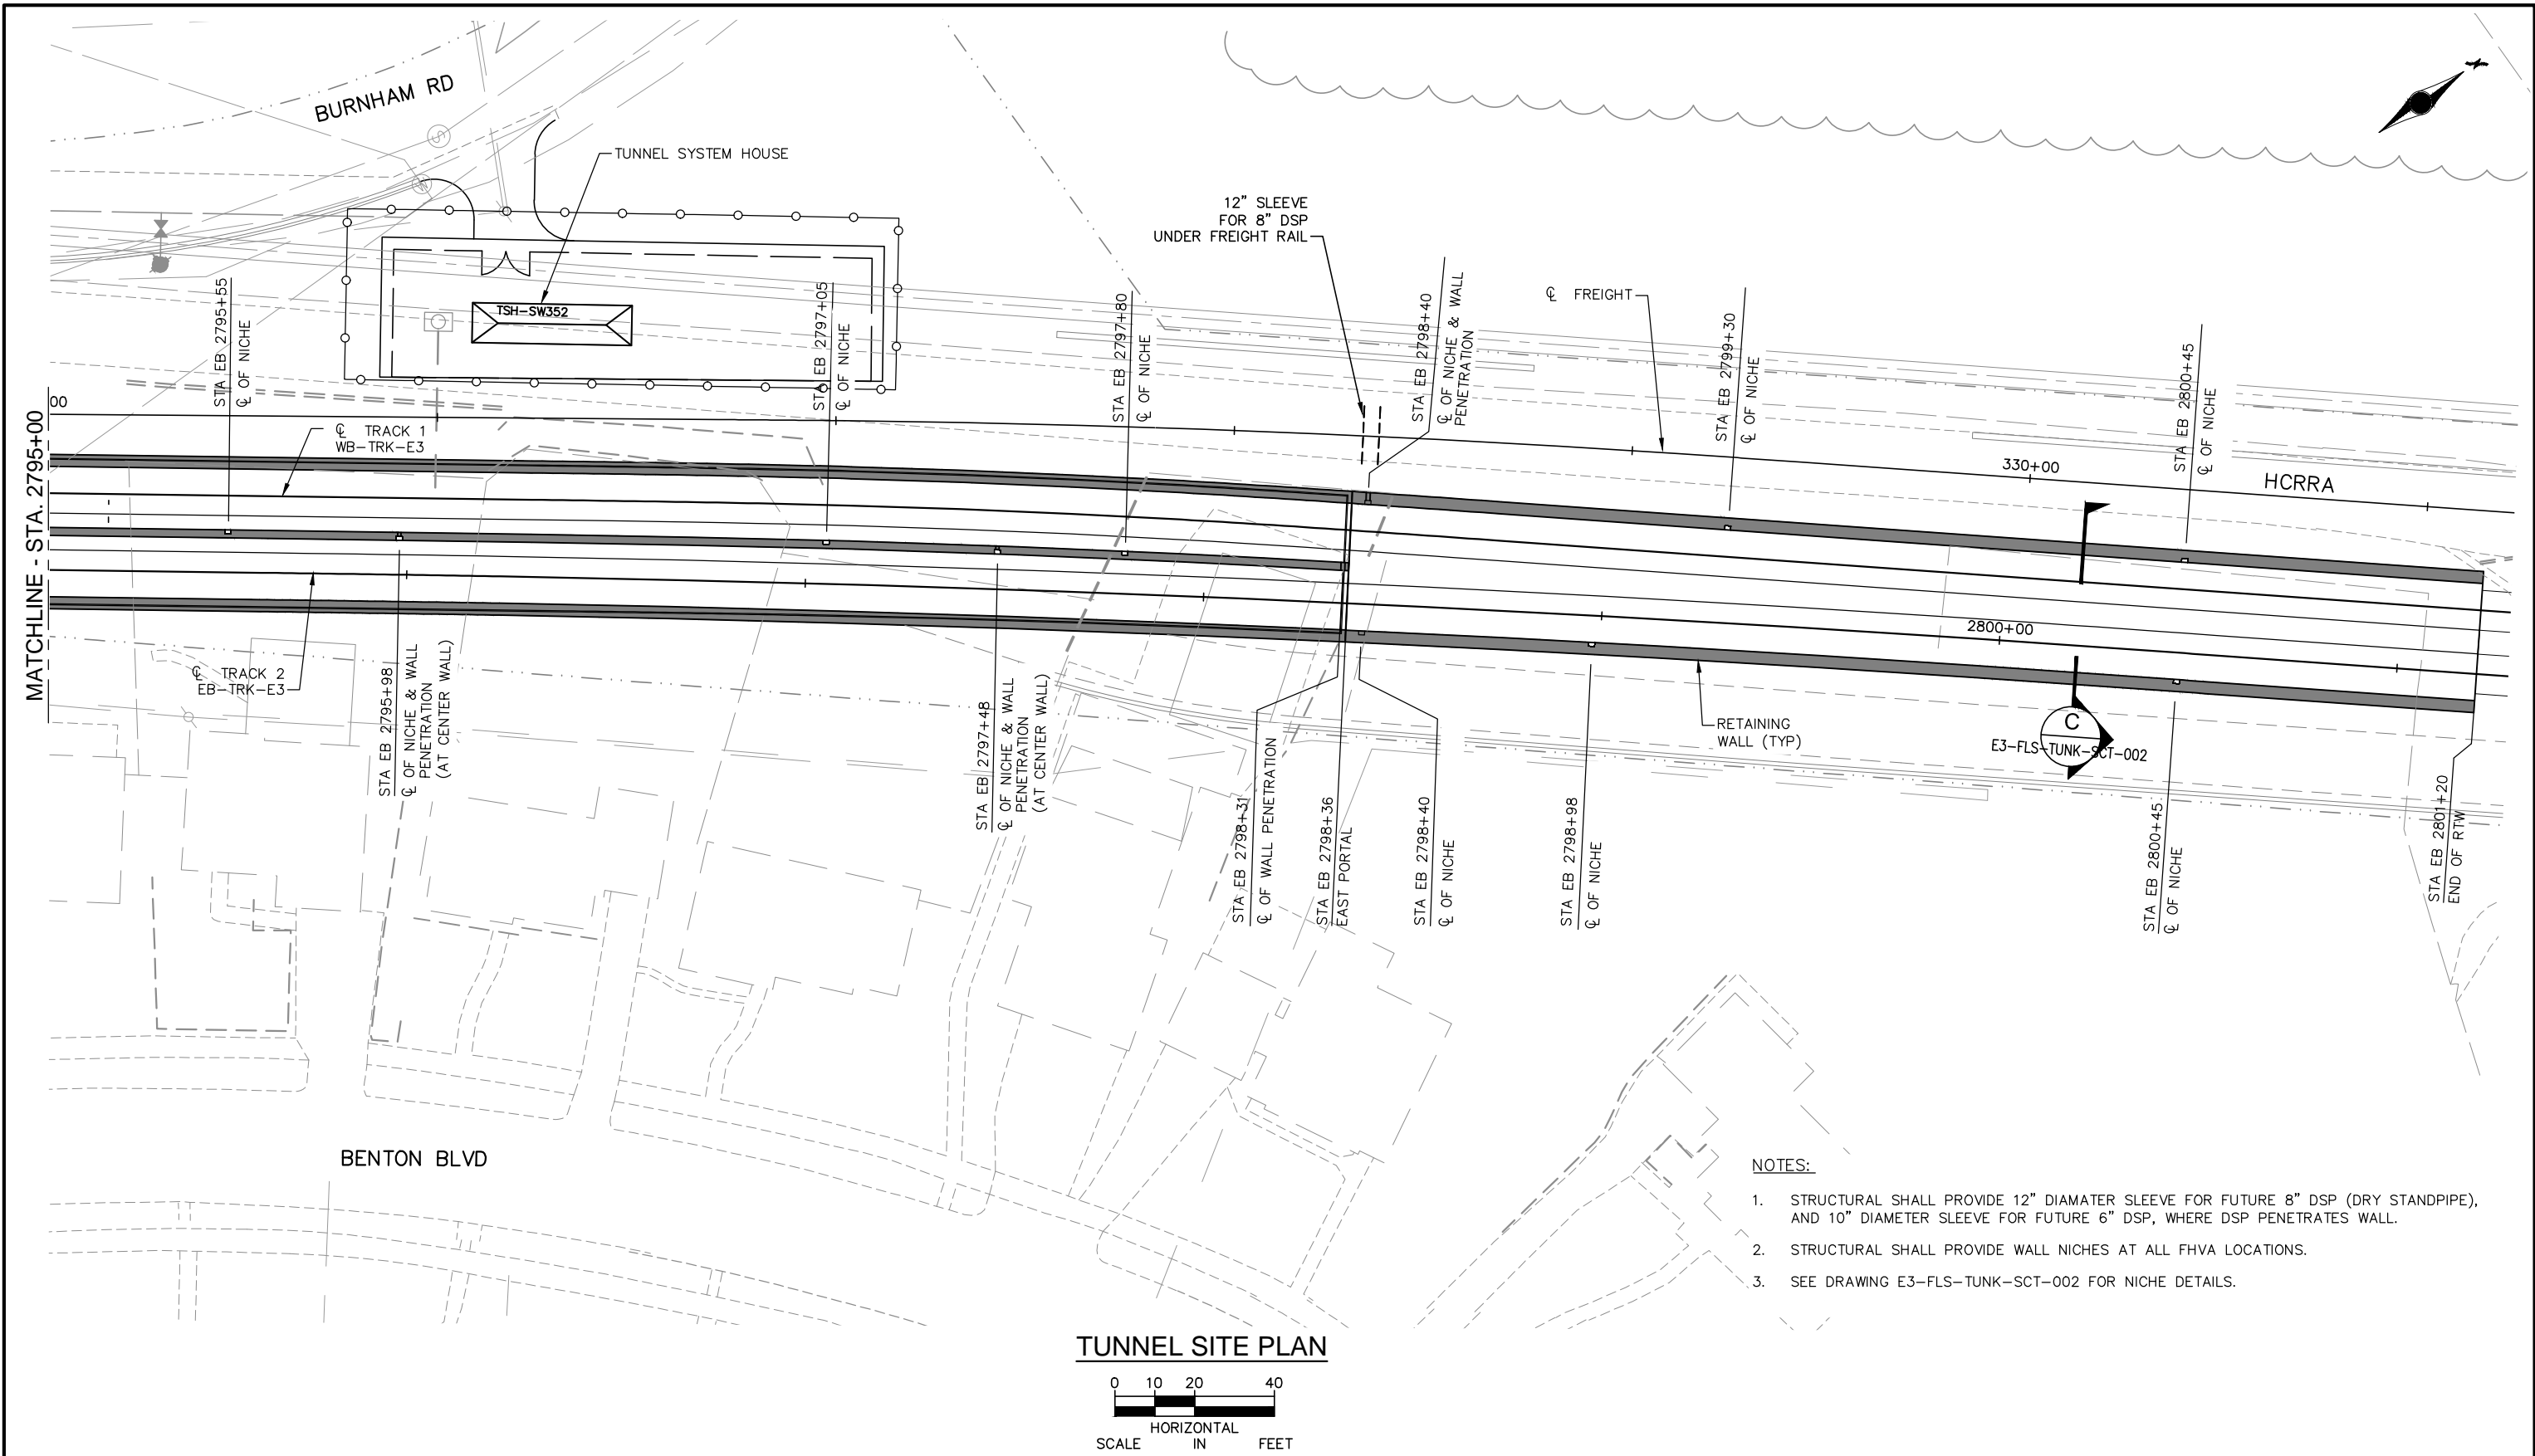 BURNHAM RD
TUNNEL SYSTEM HOUSE
TSH-SW352
12" SLEEVE
FOR 8" DSP
UNDER FREIGHT RAIL
℄ FREIGHT
STA EB 2795+55
℄ OF NICHE
STA EB 2797+05
℄ OF NICHE
STA EB 2797+80
℄ OF NICHE
STA EB 2798+40
℄ OF NICHE & WALL
PENETRATION
STA EB 2799+30
℄ OF NICHE
STA EB 2800+45
℄ OF NICHE
MATCHLINE - STA. 2795+00
00
℄ TRACK 1
WB-TRK-E3
330+00
HCRRA
2800+00
℄ TRACK 2
EB-TRK-E3
STA EB 2795+98
℄ OF NICHE & WALL
PENETRATION
(AT CENTER WALL)
STA EB 2797+48
℄ OF NICHE & WALL
PENETRATION
(AT CENTER WALL)
STA EB 2798+31
℄ OF WALL PENETRATION
STA EB 2798+36
EAST PORTAL
STA EB 2798+40
℄ OF NICHE
STA EB 2798+98
℄ OF NICHE
RETAINING
WALL (TYP)
C
E3-FLS-TUNK-SCT-002
STA EB 2800+45
℄ OF NICHE
STA EB 2801+20
END OF RTW
BENTON BLVD
NOTES:
1. STRUCTURAL SHALL PROVIDE 12" DIAMATER SLEEVE FOR FUTURE 8" DSP (DRY STANDPIPE),
AND 10" DIAMETER SLEEVE FOR FUTURE 6" DSP, WHERE DSP PENETRATES WALL.
2. STRUCTURAL SHALL PROVIDE WALL NICHES AT ALL FHVA LOCATIONS.
3. SEE DRAWING E3-FLS-TUNK-SCT-002 FOR NICHE DETAILS.
TUNNEL SITE PLAN
0 10 20 40
HORIZONTAL
SCALE IN FEET